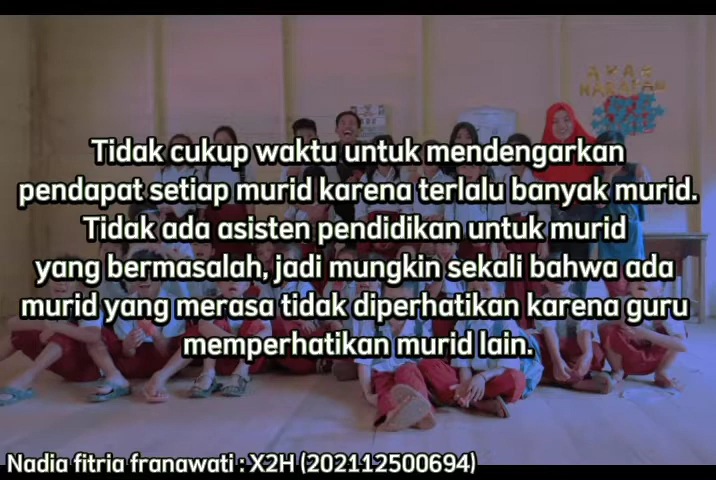 Tidak cukup waktu untuk mendengarkan
pendapat setiap murid karena terlalu banyak murid.
Tidak ada asisten pendidikan untuk murid
yang bermasalah, jadi mungkin sekali bahwa ada
murid yang merasa tidak diperhatikan karena guru
memperhatikan murid lain.
Nadia fitria franawati : X2H (202112500694)